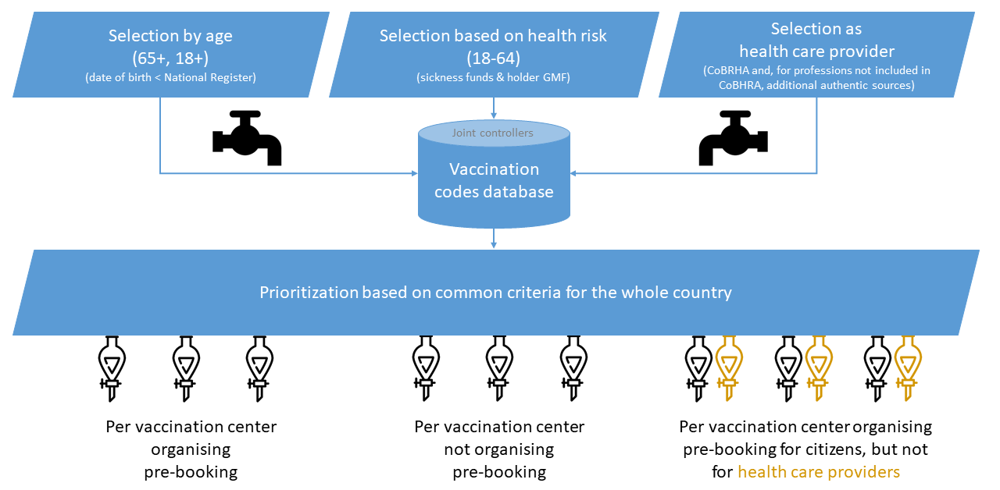 Selection by age
(65+, 18+)
(date of birth < National Register)
Selection based on health risk
(18-64)
(sickness funds & holder GMF)
Selection as
health care provider
(CoBRHA and, for professions not included in
CoBHRA, additional authentic sources)
Joint controllers
Vaccination
codes database
Prioritization based on common criteria for the whole country
Per vaccination center
organising
pre-booking
Per vaccination center
not organising
pre-booking
Per vaccination center organising
pre-booking for citizens, but not
for health care providers